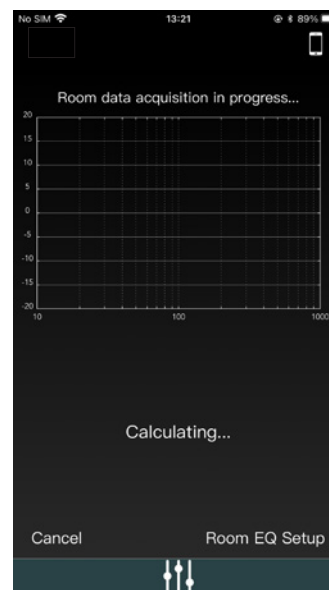 No SIM 13:21 89%
Room data acquisition in progress...
20
15
10
5
0
-5
-10
-15
-20
10 100 1000
Calculating...
Cancel Room EQ Setup